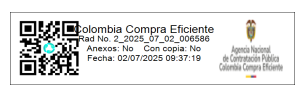 Colombia Compra Eficiente
Rad No. 2_2025_07_02_006586
Anexos: No Con copia: No
Fecha: 02/07/2025 09:37:19
Agencia Nacional
de Contratación Pública
Colombia Compra Eficiente